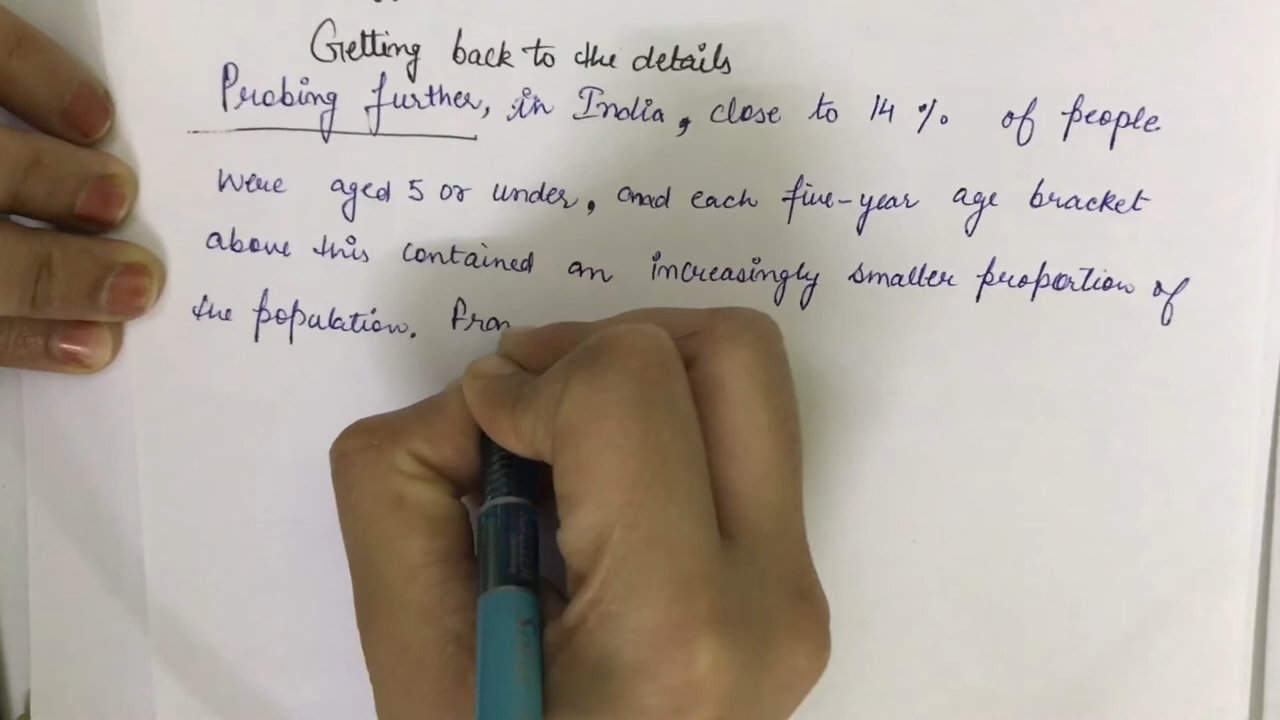 Getting back to the details
Probing further, in India, close to 14 % of people
were aged 5 or under, and each five-year age bracket
above this contained an increasingly smaller proportion of
the population.